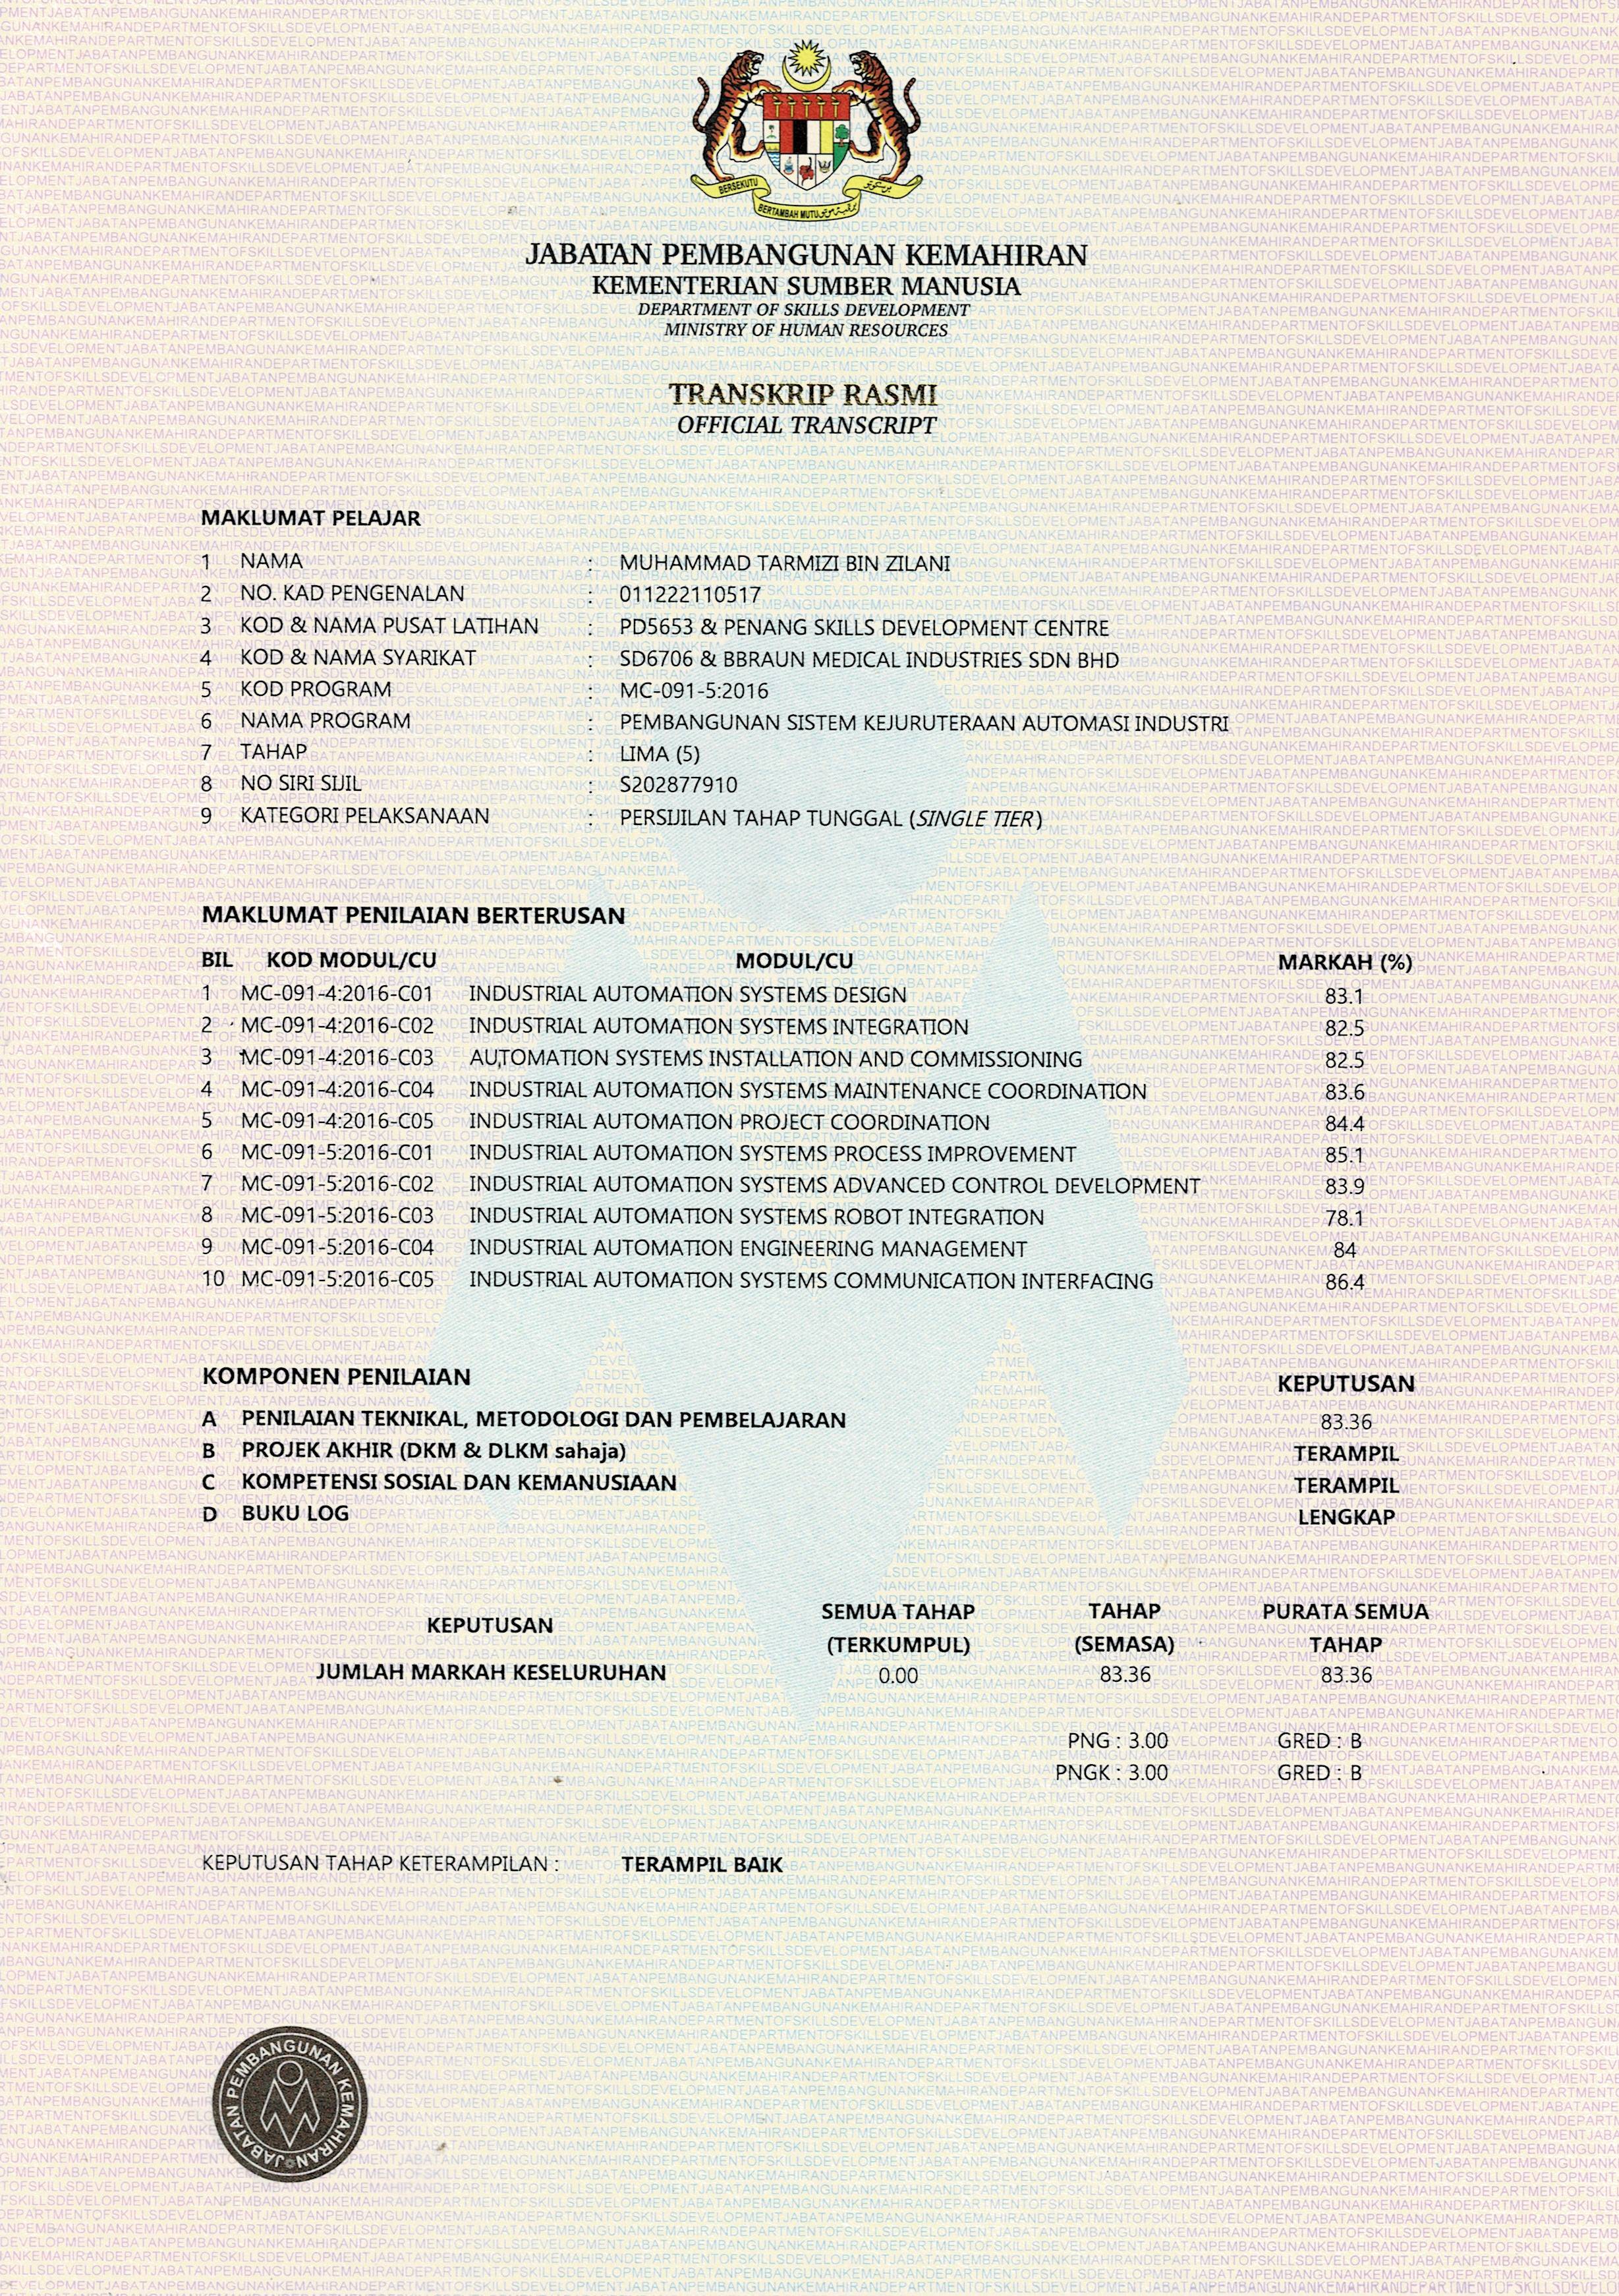 BERSEKUTU
BERTAMBAH MUTU
JABATAN PEMBANGUNAN KEMAHIRAN
KEMENTERIAN SUMBER MANUSIA
DEPARTMENT OF SKILLS DEVELOPMENT
MINISTRY OF HUMAN RESOURCES
TRANSKRIP RASMI
OFFICIAL TRANSCRIPT
MAKLUMAT PELAJAR
1 NAMA : MUHAMMAD TARMIZI BIN ZILANI
2 NO. KAD PENGENALAN : 011222110517
3 KOD & NAMA PUSAT LATIHAN : PD5653 & PENANG SKILLS DEVELOPMENT CENTRE
4 KOD & NAMA SYARIKAT : SD6706 & BBRAUN MEDICAL INDUSTRIES SDN BHD
5 KOD PROGRAM : MC-091-5:2016
6 NAMA PROGRAM : PEMBANGUNAN SISTEM KEJURUTERAAN AUTOMASI INDUSTRI
7 TAHAP : LIMA (5)
8 NO SIRI SIJIL : S202877910
9 KATEGORI PELAKSANAAN : PERSIJILAN TAHAP TUNGGAL (SINGLE TIER)
MAKLUMAT PENILAIAN BERTERUSAN
BIL KOD MODUL/CU MODUL/CU MARKAH (%)
1 MC-091-4:2016-C01 INDUSTRIAL AUTOMATION SYSTEMS DESIGN 83.1
2 MC-091-4:2016-C02 INDUSTRIAL AUTOMATION SYSTEMS INTEGRATION 82.5
3 MC-091-4:2016-C03 AUTOMATION SYSTEMS INSTALLATION AND COMMISSIONING 82.5
4 MC-091-4:2016-C04 INDUSTRIAL AUTOMATION SYSTEMS MAINTENANCE COORDINATION 83.6
5 MC-091-4:2016-C05 INDUSTRIAL AUTOMATION PROJECT COORDINATION 84.4
6 MC-091-5:2016-C01 INDUSTRIAL AUTOMATION SYSTEMS PROCESS IMPROVEMENT 85.1
7 MC-091-5:2016-C02 INDUSTRIAL AUTOMATION SYSTEMS ADVANCED CONTROL DEVELOPMENT 83.9
8 MC-091-5:2016-C03 INDUSTRIAL AUTOMATION SYSTEMS ROBOT INTEGRATION 78.1
9 MC-091-5:2016-C04 INDUSTRIAL AUTOMATION ENGINEERING MANAGEMENT 84
10 MC-091-5:2016-C05 INDUSTRIAL AUTOMATION SYSTEMS COMMUNICATION INTERFACING 86.4
KOMPONEN PENILAIAN KEPUTUSAN
A PENILAIAN TEKNIKAL, METODOLOGI DAN PEMBELAJARAN 83.36
B PROJEK AKHIR (DKM & DLKM sahaja) TERAMPIL
C KOMPETENSI SOSIAL DAN KEMANUSIAAN TERAMPIL
D BUKU LOG LENGKAP
KEPUTUSAN SEMUA TAHAP (TERKUMPUL) TAHAP (SEMASA) PURATA SEMUA TAHAP
JUMLAH MARKAH KESELURUHAN 0.00 83.36 83.36
PNG : 3.00 GRED : B
PNGK : 3.00 GRED : B
KEPUTUSAN TAHAP KETERAMPILAN : TERAMPIL BAIK
JABATAN PEMBANGUNAN KEMAHIRAN